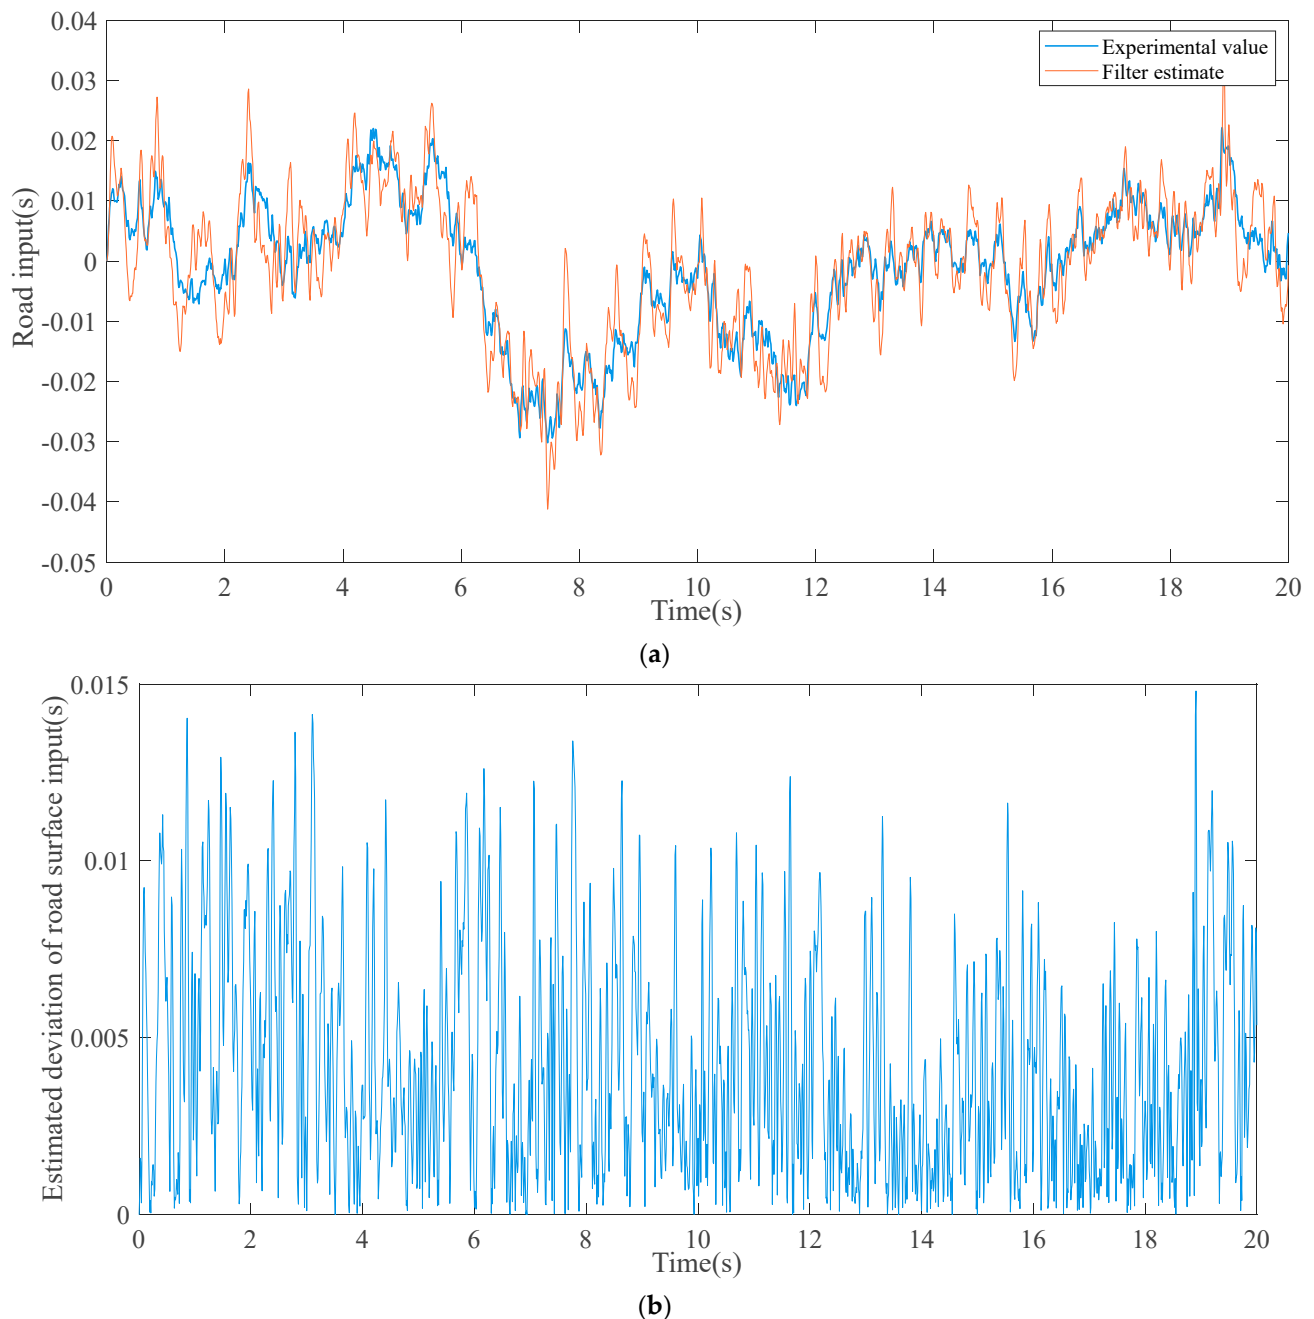 0.04
0.03
0.02
0.01
0
-0.01
-0.02
-0.03
-0.04
-0.05
Road input(s)
Experimental value
Filter estimate
0 2 4 6 8 10 12 14 16 18 20
Time(s)
(a)
0.015
0.01
0.005
0
Estimated deviation of road surface input(s)
0 2 4 6 8 10 12 14 16 18 20
Time(s)
(b)